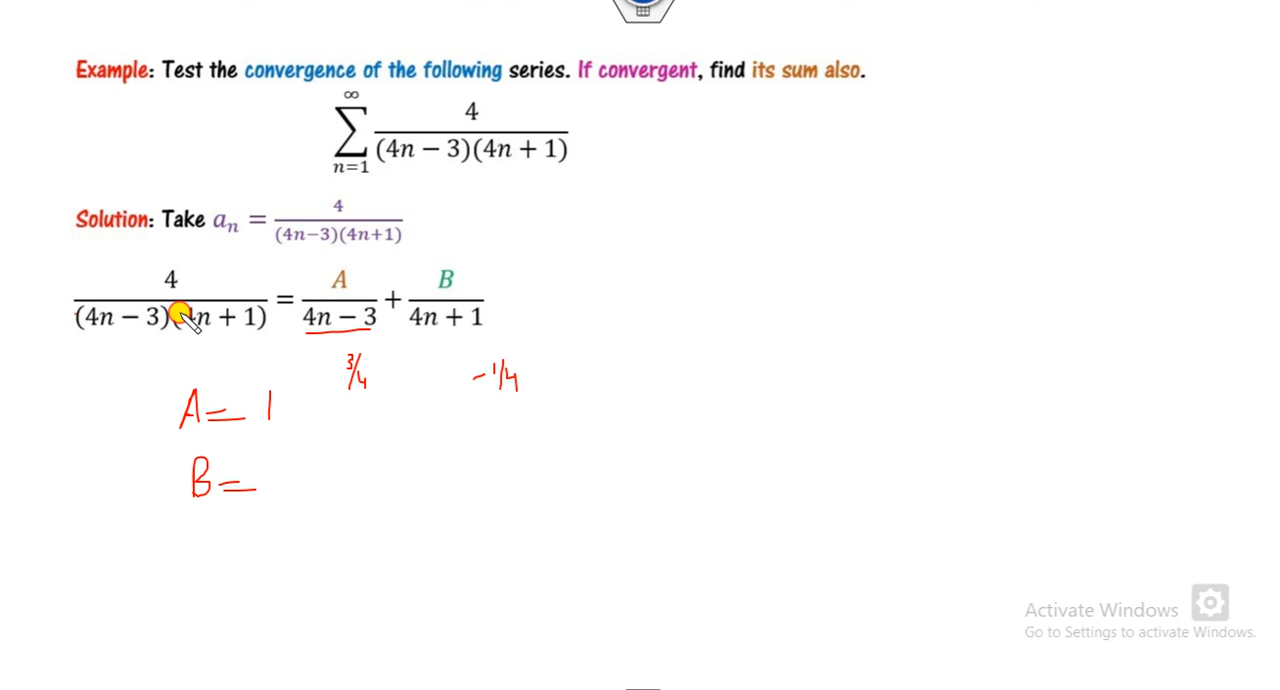 Example: Test the convergence of the following series. If convergent, find its sum also.
∞
∑ 4/((4n − 3)(4n + 1))
n=1
Solution: Take aₙ = 4/((4n−3)(4n+1))
4/((4n − 3)(4n + 1)) = A/(4n − 3) + B/(4n + 1)
3/4 -1/4
A= 1
B=
Activate Windows
Go to Settings to activate Windows.